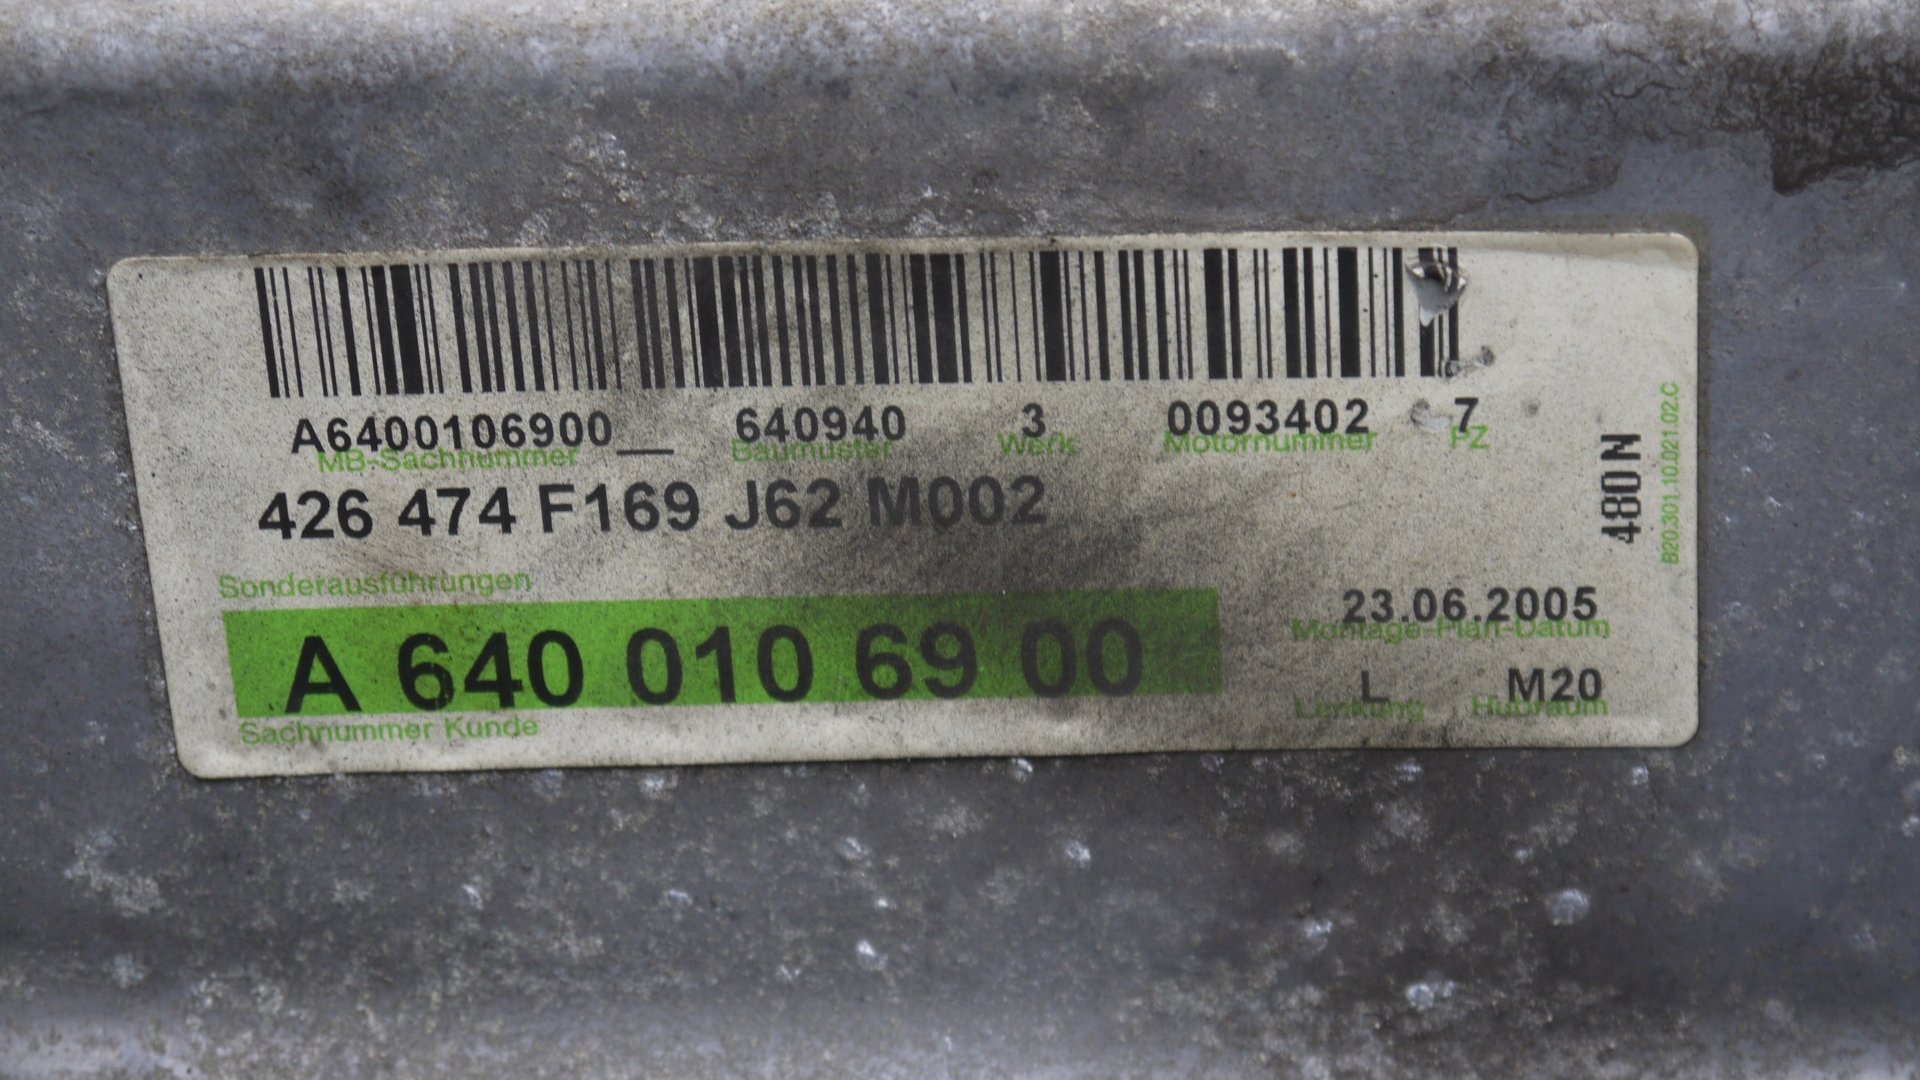 A6400106900__ 640940 3 0093402 7
MB-Sachnummer Baumuster Werk Motornummer PZ
426 474 F169 J62 M002
480N
B20.301.10.021.02.C
Sonderausführungen
23.06.2005
Montage-Plan-Datum
A 640 010 69 00
L M20
Lenkung Hubraum
Sachnummer Kunde